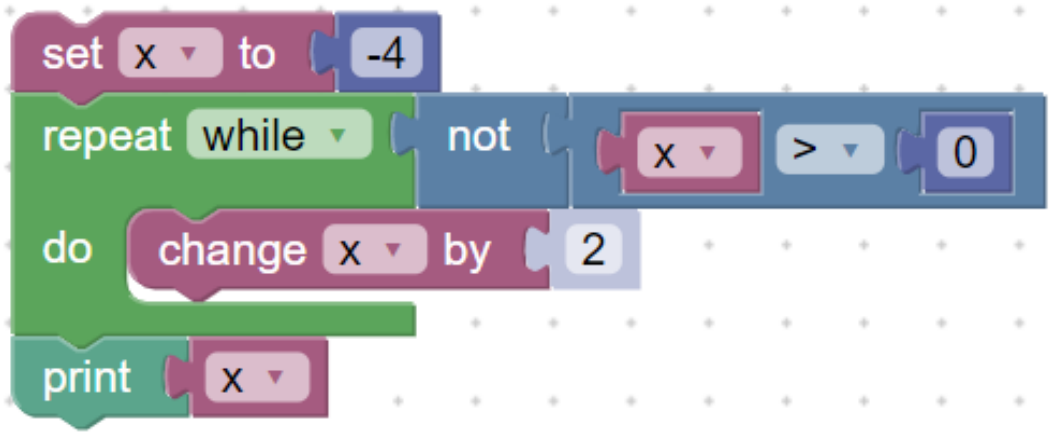 set x to -4
repeat while not x > 0
do change x by 2
print x